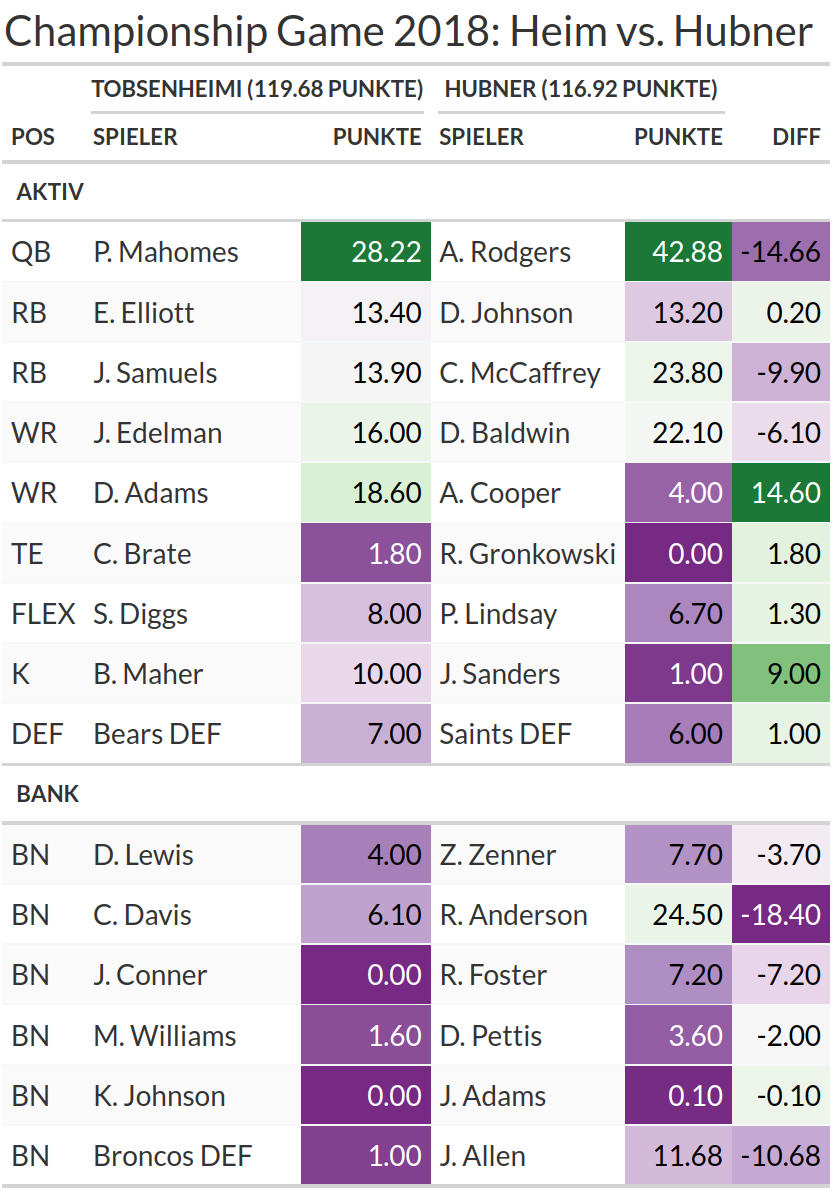 Championship Game 2018: Heim vs. Hubner
TOBSENHEIMI (119.68 PUNKTE) HUBNER (116.92 PUNKTE)
POS SPIELER PUNKTE SPIELER PUNKTE DIFF
AKTIV
QB P. Mahomes 28.22 A. Rodgers 42.88 -14.66
RB E. Elliott 13.40 D. Johnson 13.20 0.20
RB J. Samuels 13.90 C. McCaffrey 23.80 -9.90
WR J. Edelman 16.00 D. Baldwin 22.10 -6.10
WR D. Adams 18.60 A. Cooper 4.00 14.60
TE C. Brate 1.80 R. Gronkowski 0.00 1.80
FLEX S. Diggs 8.00 P. Lindsay 6.70 1.30
K B. Maher 10.00 J. Sanders 1.00 9.00
DEF Bears DEF 7.00 Saints DEF 6.00 1.00
BANK
BN D. Lewis 4.00 Z. Zenner 7.70 -3.70
BN C. Davis 6.10 R. Anderson 24.50 -18.40
BN J. Conner 0.00 R. Foster 7.20 -7.20
BN M. Williams 1.60 D. Pettis 3.60 -2.00
BN K. Johnson 0.00 J. Adams 0.10 -0.10
BN Broncos DEF 1.00 J. Allen 11.68 -10.68